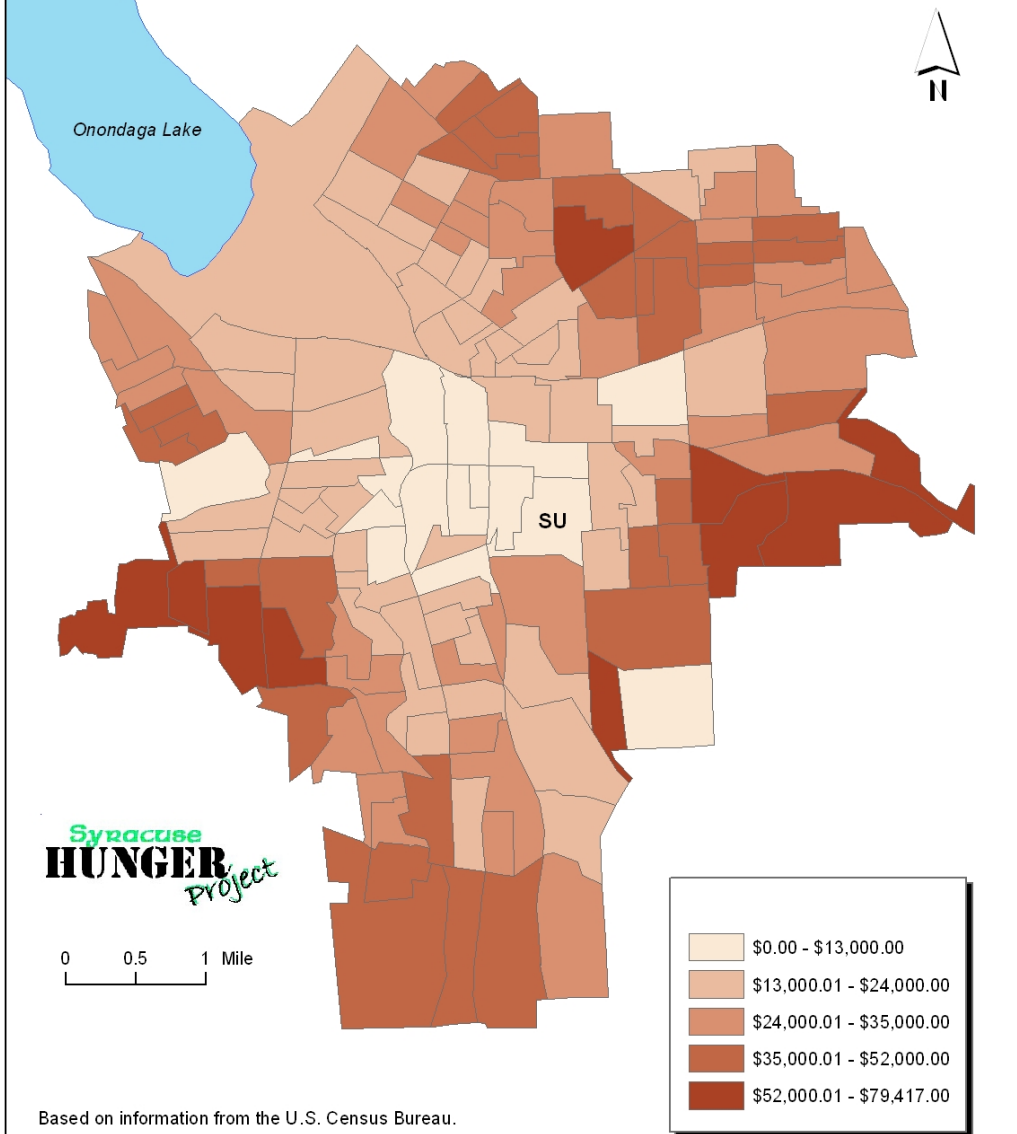 N
Onondaga Lake
SU
Syracuse
HUNGER
Project
0 0.5 1 Mile
$0.00 - $13,000.00
$13,000.01 - $24,000.00
$24,000.01 - $35,000.00
$35,000.01 - $52,000.00
$52,000.01 - $79,417.00
Based on information from the U.S. Census Bureau.